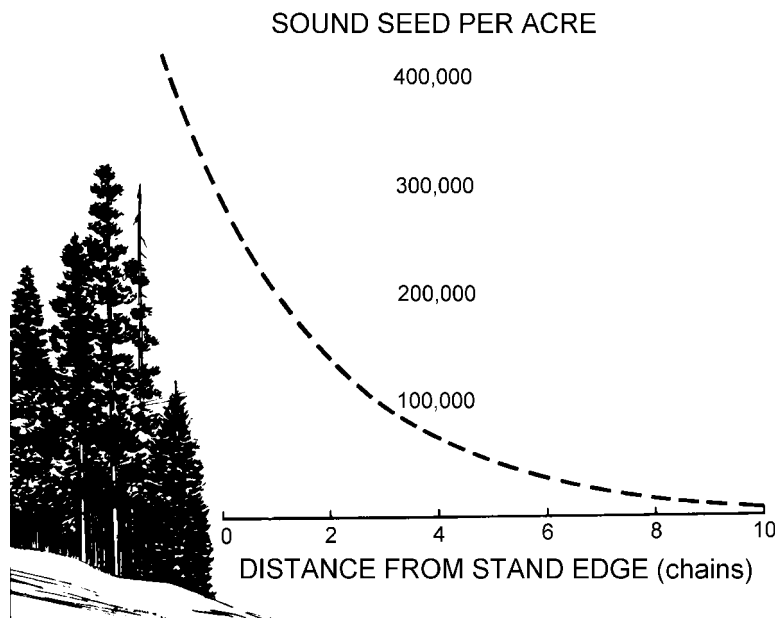 SOUND SEED PER ACRE
400,000
300,000
200,000
100,000
0 2 4 6 8 10
DISTANCE FROM STAND EDGE (chains)